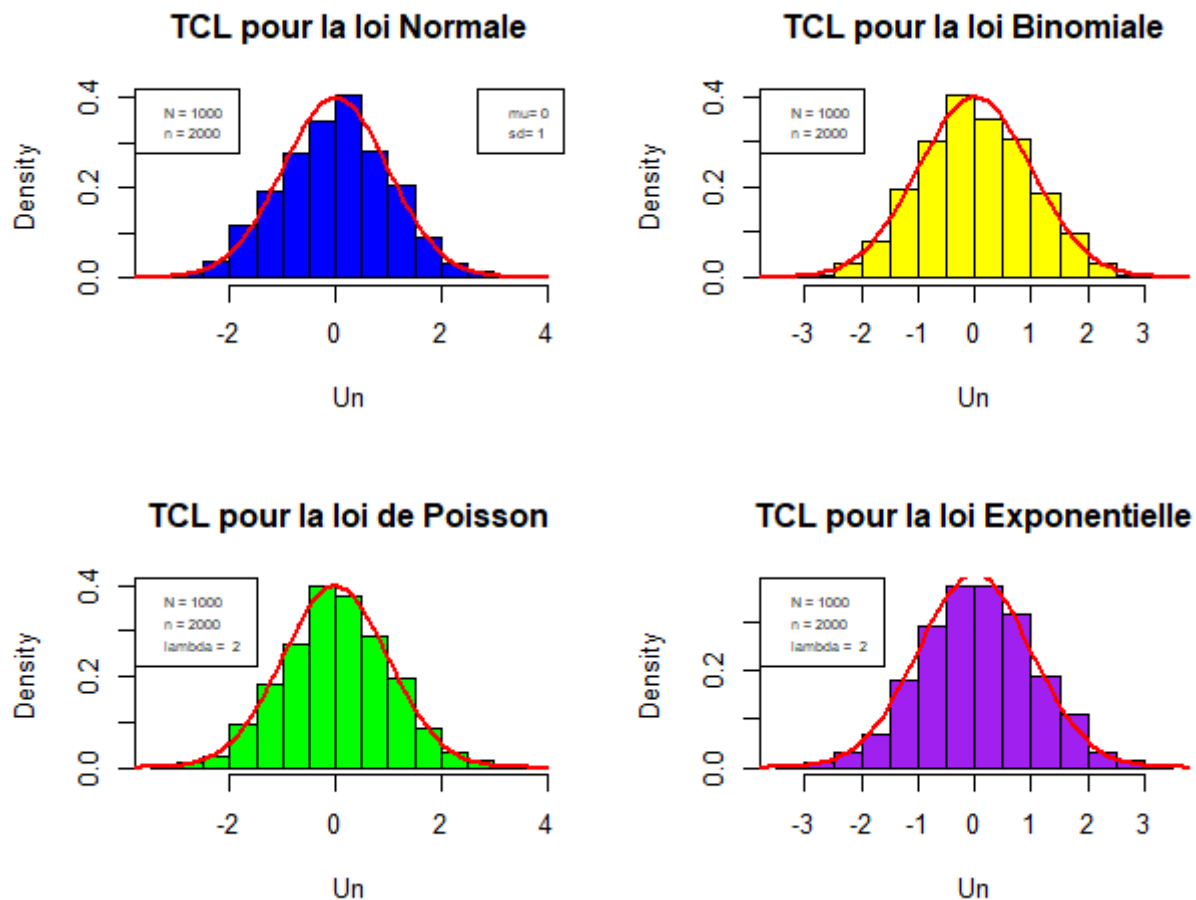 TCL pour la loi Normale
N = 1000
n = 2000
mu= 0
sd= 1
Density
0.0 0.2 0.4
-2 0 2 4
Un
TCL pour la loi Binomiale
N = 1000
n = 2000
Density
0.0 0.2 0.4
-3 -2 -1 0 1 2 3
Un
TCL pour la loi de Poisson
N = 1000
n = 2000
lambda = 2
Density
0.0 0.2 0.4
-2 0 2 4
Un
TCL pour la loi Exponentielle
N = 1000
n = 2000
lambda = 2
Density
0.0 0.2
-3 -2 -1 0 1 2 3
Un